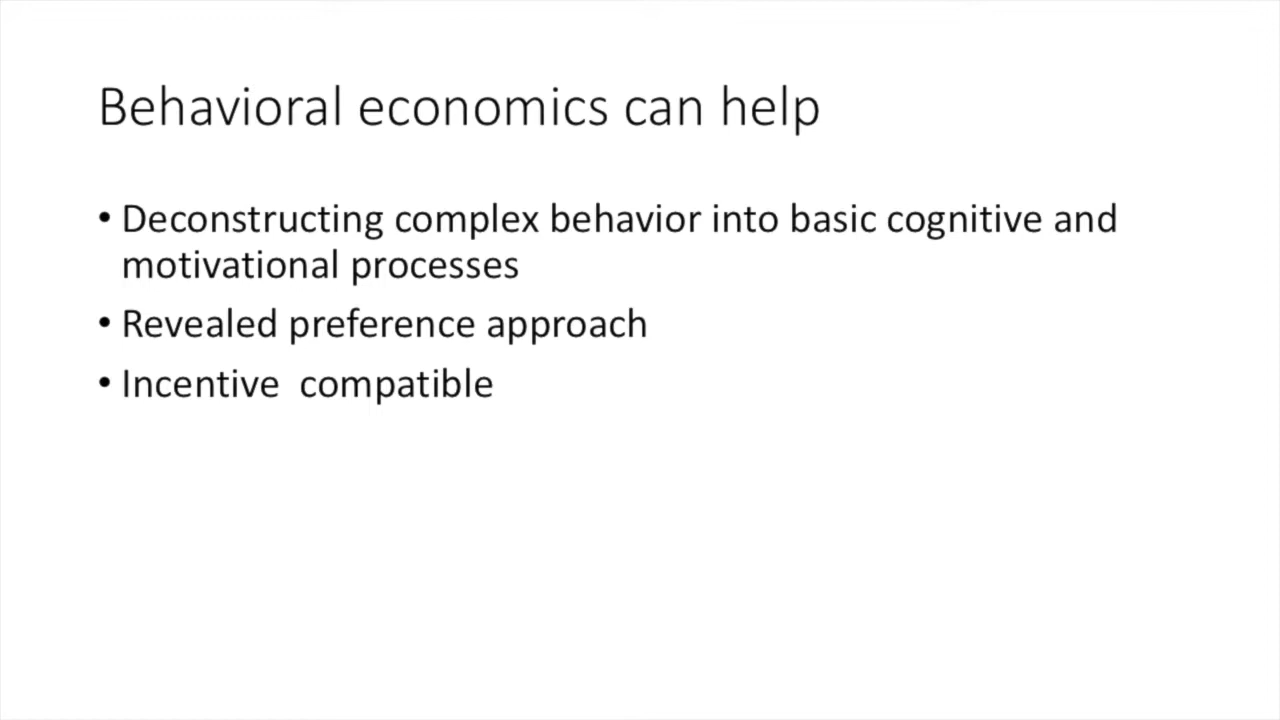 Behavioral economics can help
• Deconstructing complex behavior into basic cognitive and
motivational processes
• Revealed preference approach
• Incentive  compatible